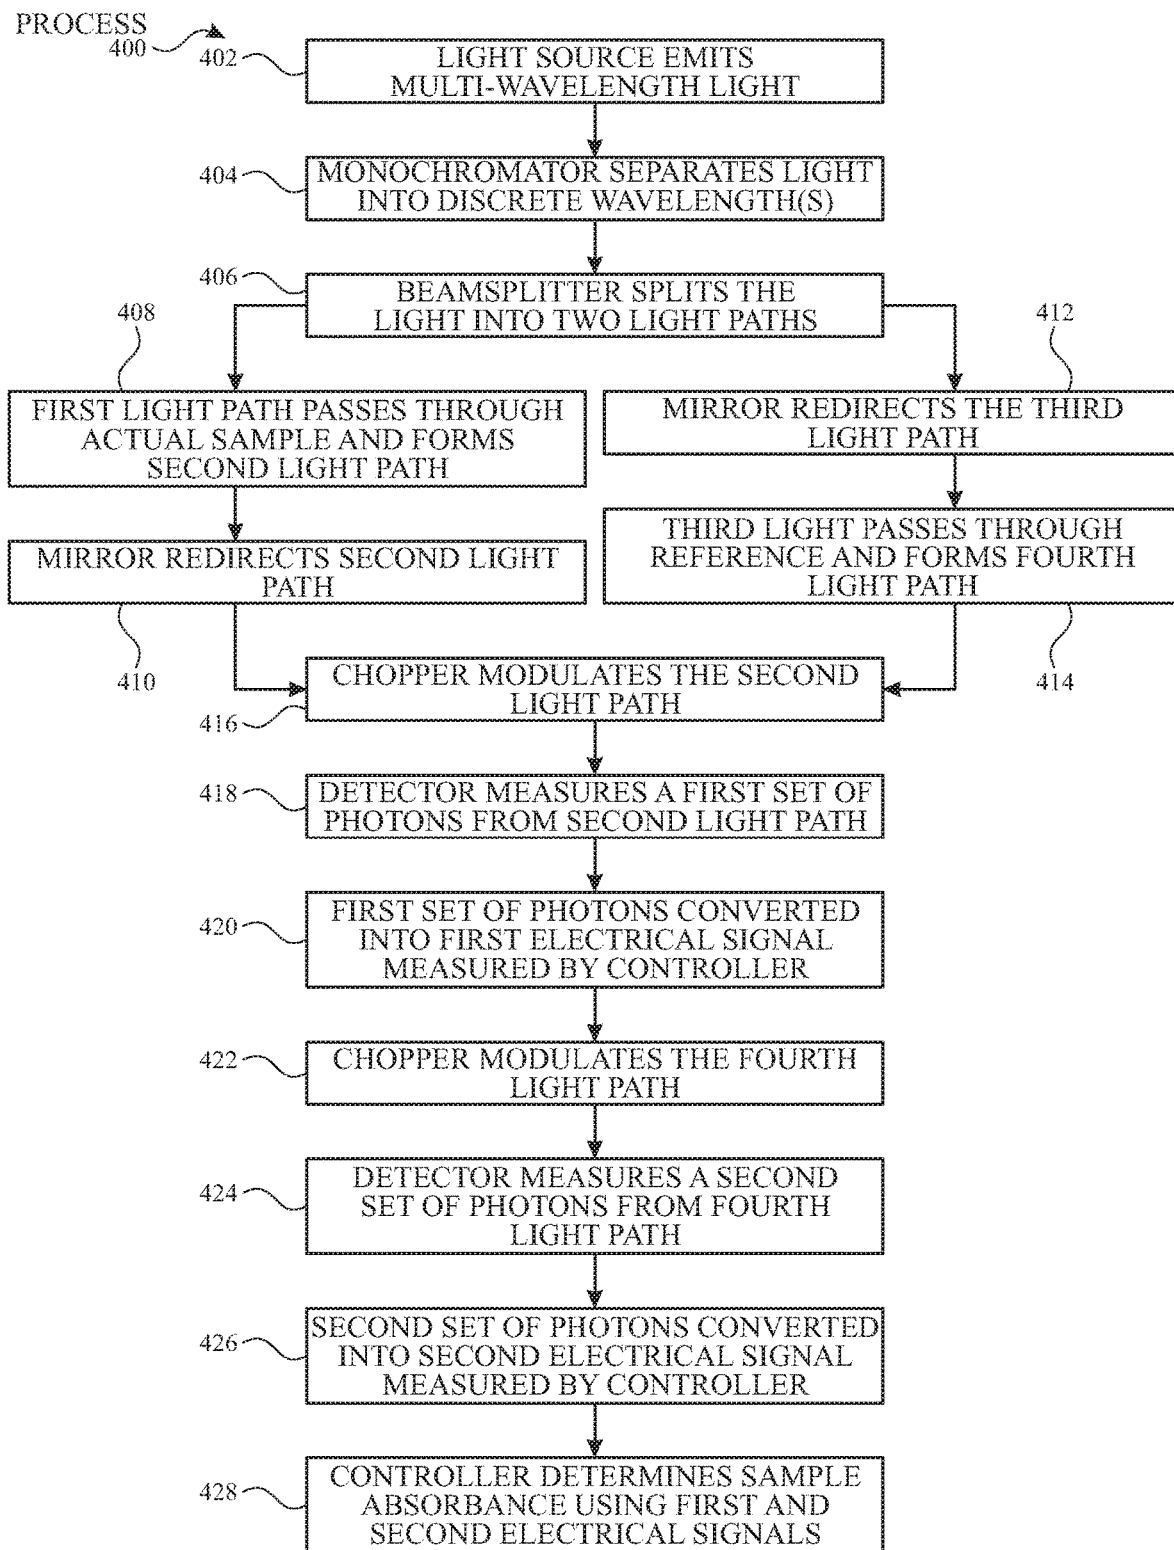 PROCESS
400
402
LIGHT SOURCE EMITS
MULTI-WAVELENGTH LIGHT
404
MONOCHROMATOR SEPARATES LIGHT
INTO DISCRETE WAVELENGTH(S)
406
BEAMSPLITTER SPLITS THE
LIGHT INTO TWO LIGHT PATHS
408
FIRST LIGHT PATH PASSES THROUGH
ACTUAL SAMPLE AND FORMS
SECOND LIGHT PATH
412
MIRROR REDIRECTS THE THIRD
LIGHT PATH
MIRROR REDIRECTS SECOND LIGHT
PATH
410
THIRD LIGHT PASSES THROUGH
REFERENCE AND FORMS FOURTH
LIGHT PATH
414
CHOPPER MODULATES THE SECOND
LIGHT PATH
416
418
DETECTOR MEASURES A FIRST SET OF
PHOTONS FROM SECOND LIGHT PATH
420
FIRST SET OF PHOTONS CONVERTED
INTO FIRST ELECTRICAL SIGNAL
MEASURED BY CONTROLLER
422
CHOPPER MODULATES THE FOURTH
LIGHT PATH
424
DETECTOR MEASURES A SECOND
SET OF PHOTONS FROM FOURTH
LIGHT PATH
426
SECOND SET OF PHOTONS CONVERTED
INTO SECOND ELECTRICAL SIGNAL
MEASURED BY CONTROLLER
428
CONTROLLER DETERMINES SAMPLE
ABSORBANCE USING FIRST AND
SECOND ELECTRICAL SIGNALS